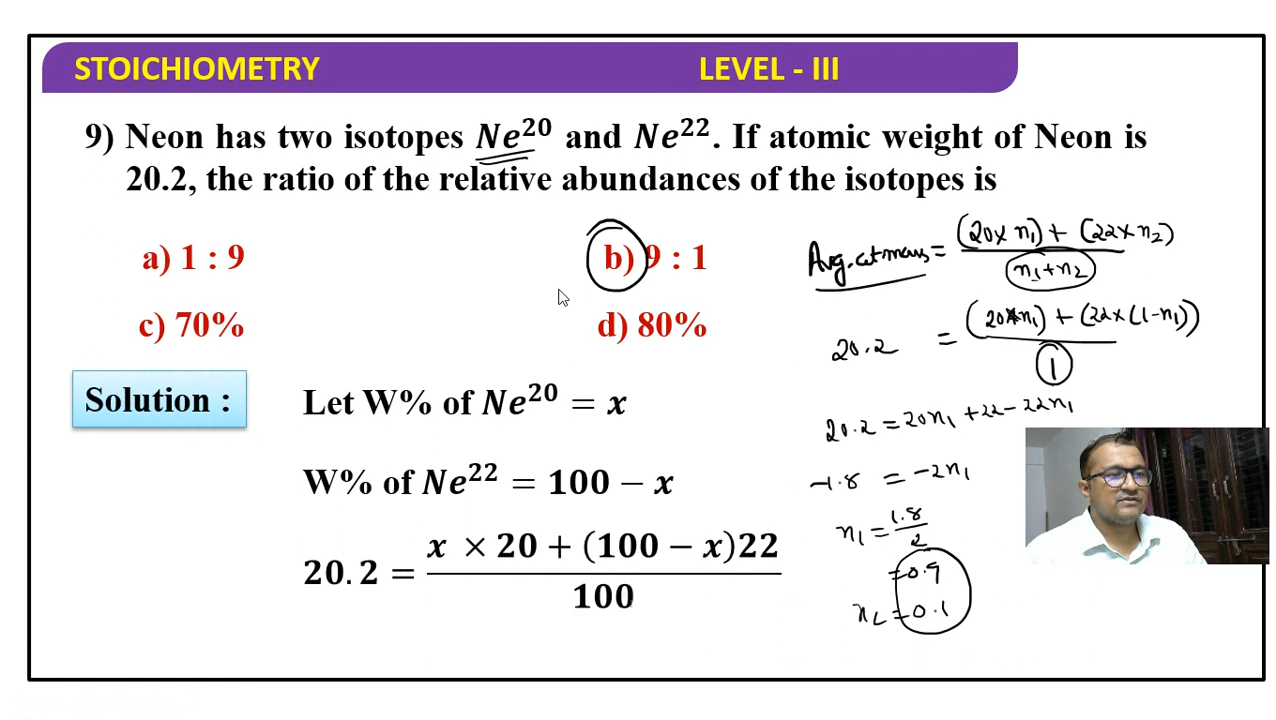 STOICHIOMETRY LEVEL - III
9) Neon has two isotopes Ne²⁰ and Ne²². If atomic weight of Neon is
20.2, the ratio of the relative abundances of the isotopes is
a) 1 : 9
b) 9 : 1
c) 70%
d) 80%
Solution :
Let W% of Ne²⁰ = x
W% of Ne²² = 100 − x
20.2 = x × 20 + (100 − x)22 / 100
Avg. at mass = (20 × n₁) + (22 × n₂) / n₁ + n₂
20.2 = (20 × n₁) + (22 × (1 - n₁)) / 1
20.2 = 20n₁ + 22 - 22n₁
-1.8 = -2n₁
n₁ = 1.8 / 2
= 0.9
n₂ = 0.1